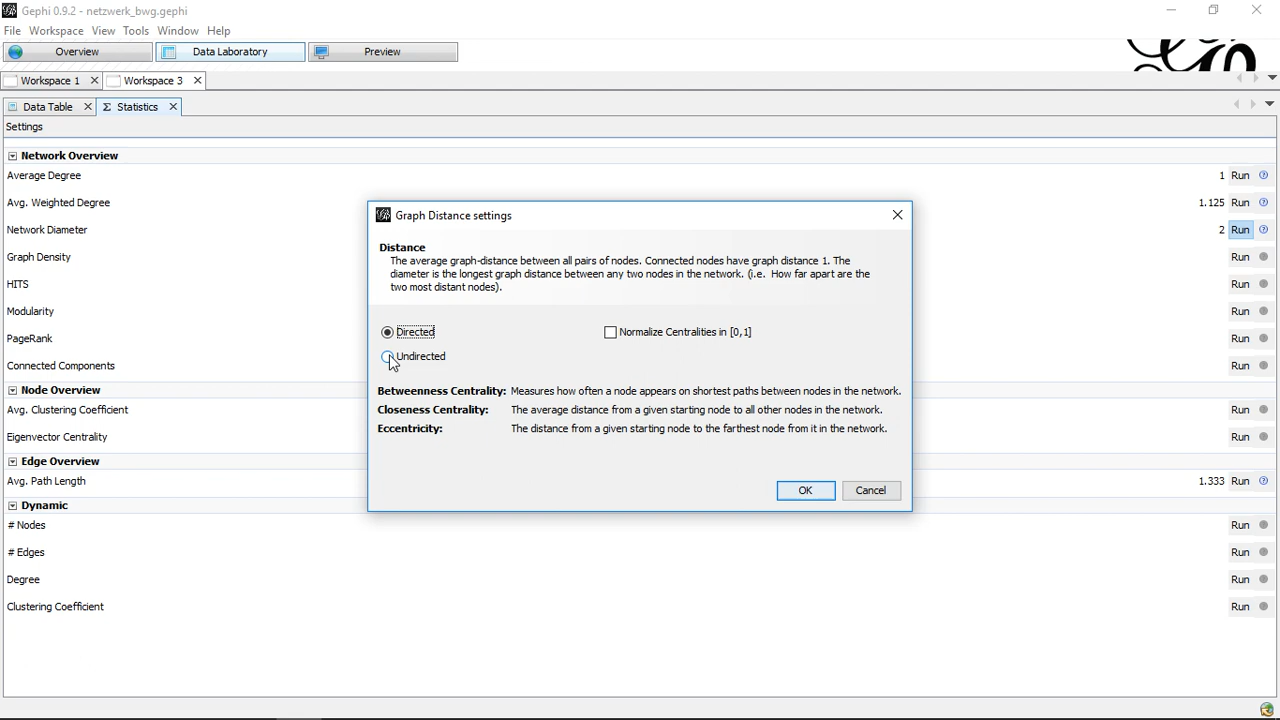 Gephi 0.9.2 - netzwerk_bwg.gephi
File Workspace View Tools Window Help
Overview Data Laboratory Preview
Workspace 1 Workspace 3
Data Table Σ Statistics
Settings
Network Overview
Average Degree 1 Run
Avg. Weighted Degree 1.125 Run
Network Diameter 2 Run
Graph Density Run
HITS Run
Modularity Run
PageRank Run
Connected Components Run
Node Overview
Avg. Clustering Coefficient Run
Eigenvector Centrality Run
Edge Overview
Avg. Path Length 1.333 Run
Dynamic
# Nodes Run
# Edges Run
Degree Run
Clustering Coefficient Run
Graph Distance settings
Distance
The average graph-distance between all pairs of nodes. Connected nodes have graph distance 1. The
diameter is the longest graph distance between any two nodes in the network. (i.e. How far apart are the
two most distant nodes).
Directed Normalize Centralities in [0,1]
Undirected
Betweenness Centrality: Measures how often a node appears on shortest paths between nodes in the network.
Closeness Centrality: The average distance from a given starting node to all other nodes in the network.
Eccentricity: The distance from a given starting node to the farthest node from it in the network.
OK Cancel